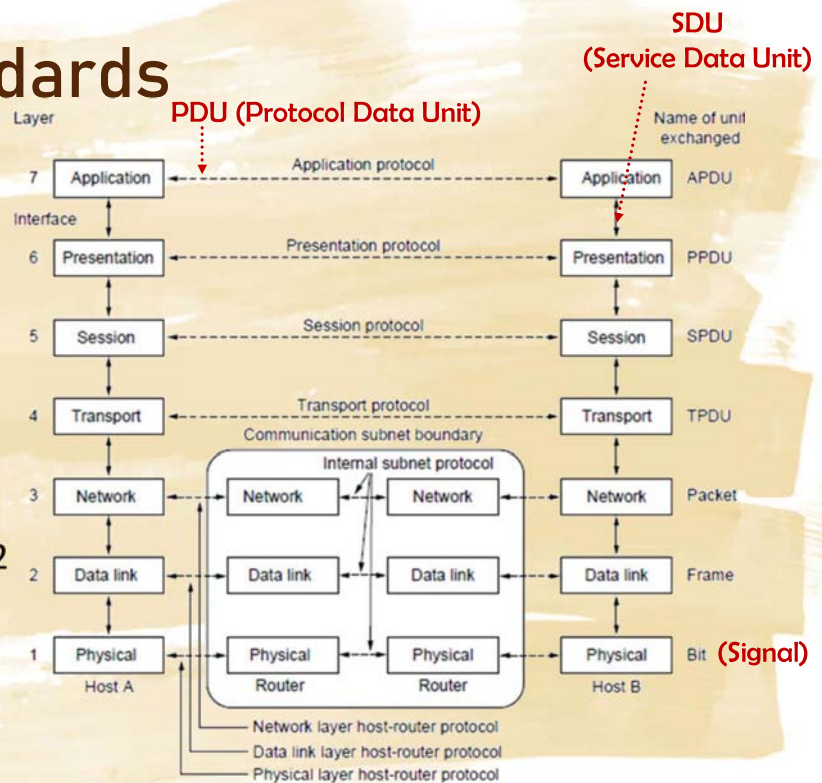 dards
SDU
(Service Data Unit)
PDU (Protocol Data Unit)
Layer
Name of unit
exchanged
7 Application Application protocol Application APDU
Interface
6 Presentation Presentation protocol Presentation PPDU
5 Session Session protocol Session SPDU
4 Transport Transport protocol Transport TPDU
Communication subnet boundary
Internal subnet protocol
3 Network Network Network Network Packet
2
2 Data link Data link Data link Data link Frame
1 Physical Physical Physical Physical Bit (Signal)
Host A Router Router Host B
Network layer host-router protocol
Data link layer host-router protocol
Physical layer host-router protocol